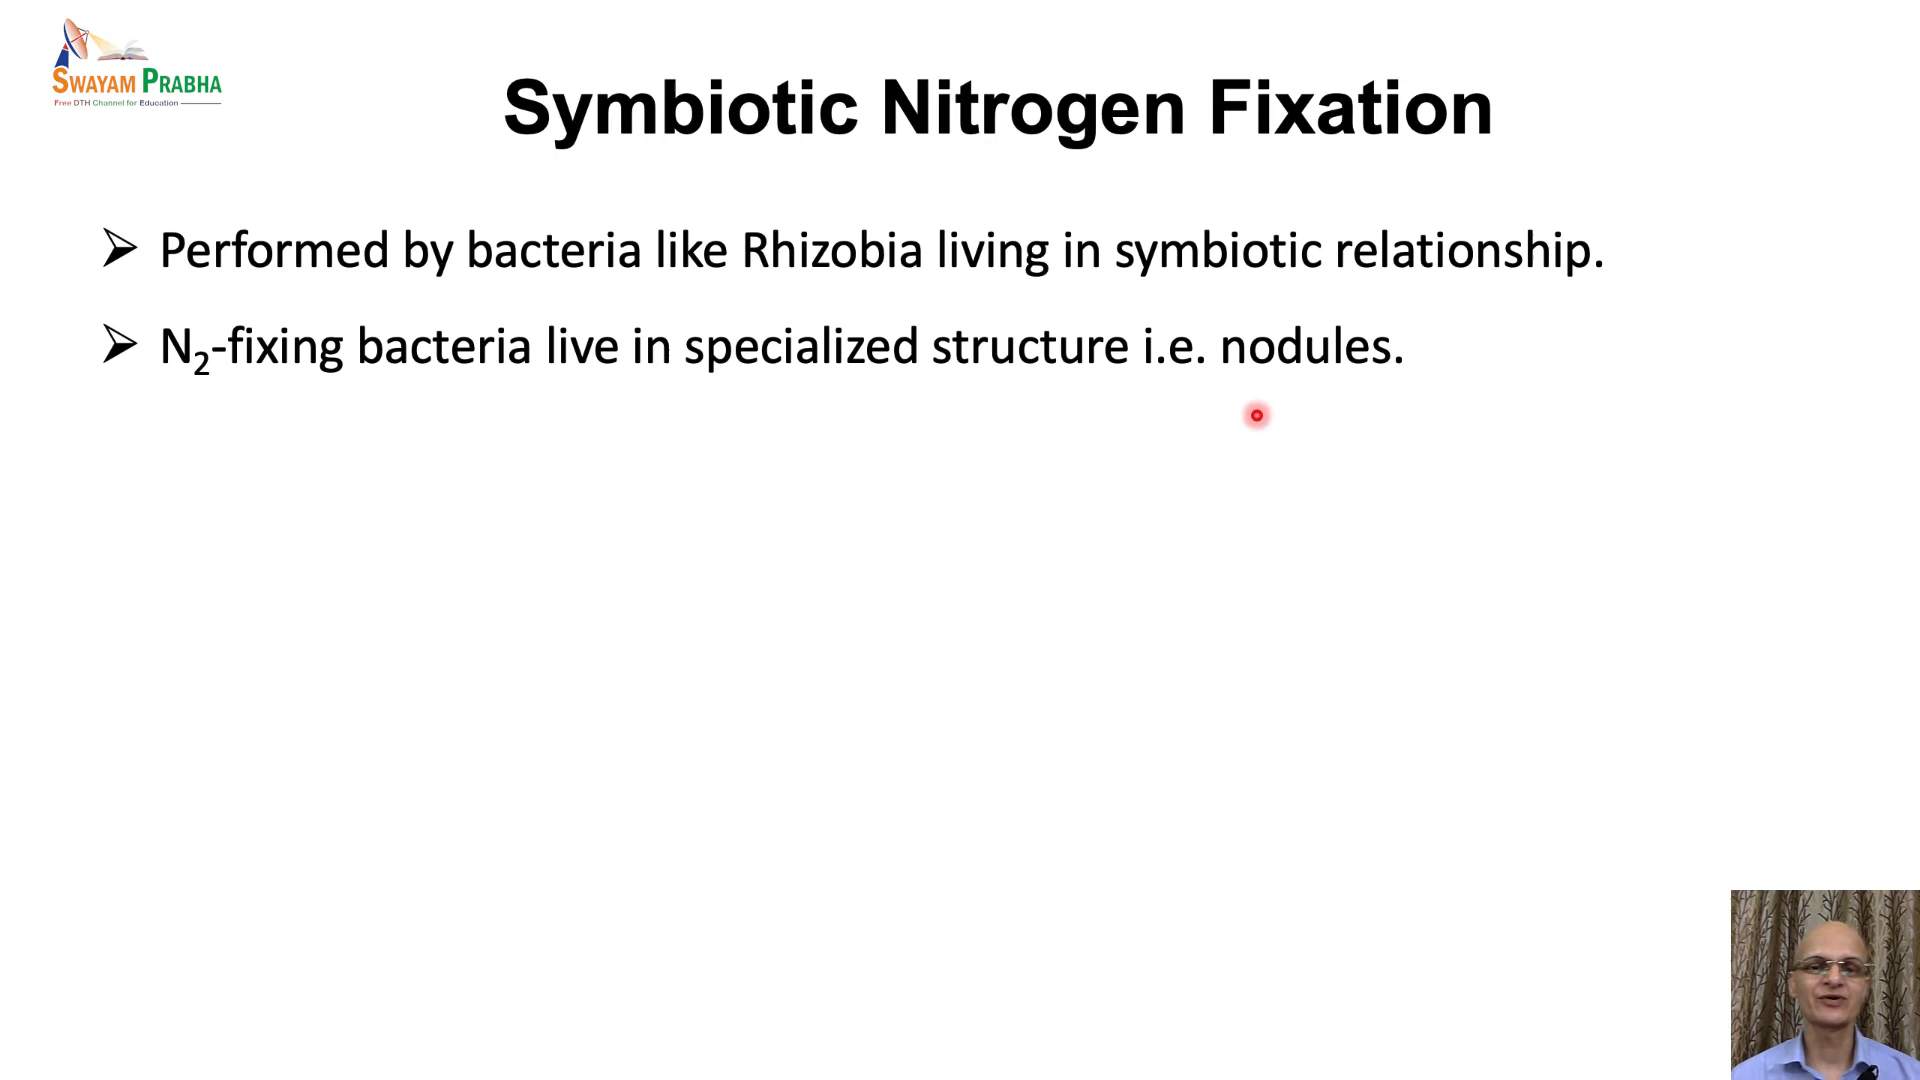 SWAYAM PRABHA
Free DTH Channel for Education
Symbiotic Nitrogen Fixation
➢ Performed by bacteria like Rhizobia living in symbiotic relationship.
➢ N₂-fixing bacteria live in specialized structure i.e. nodules.